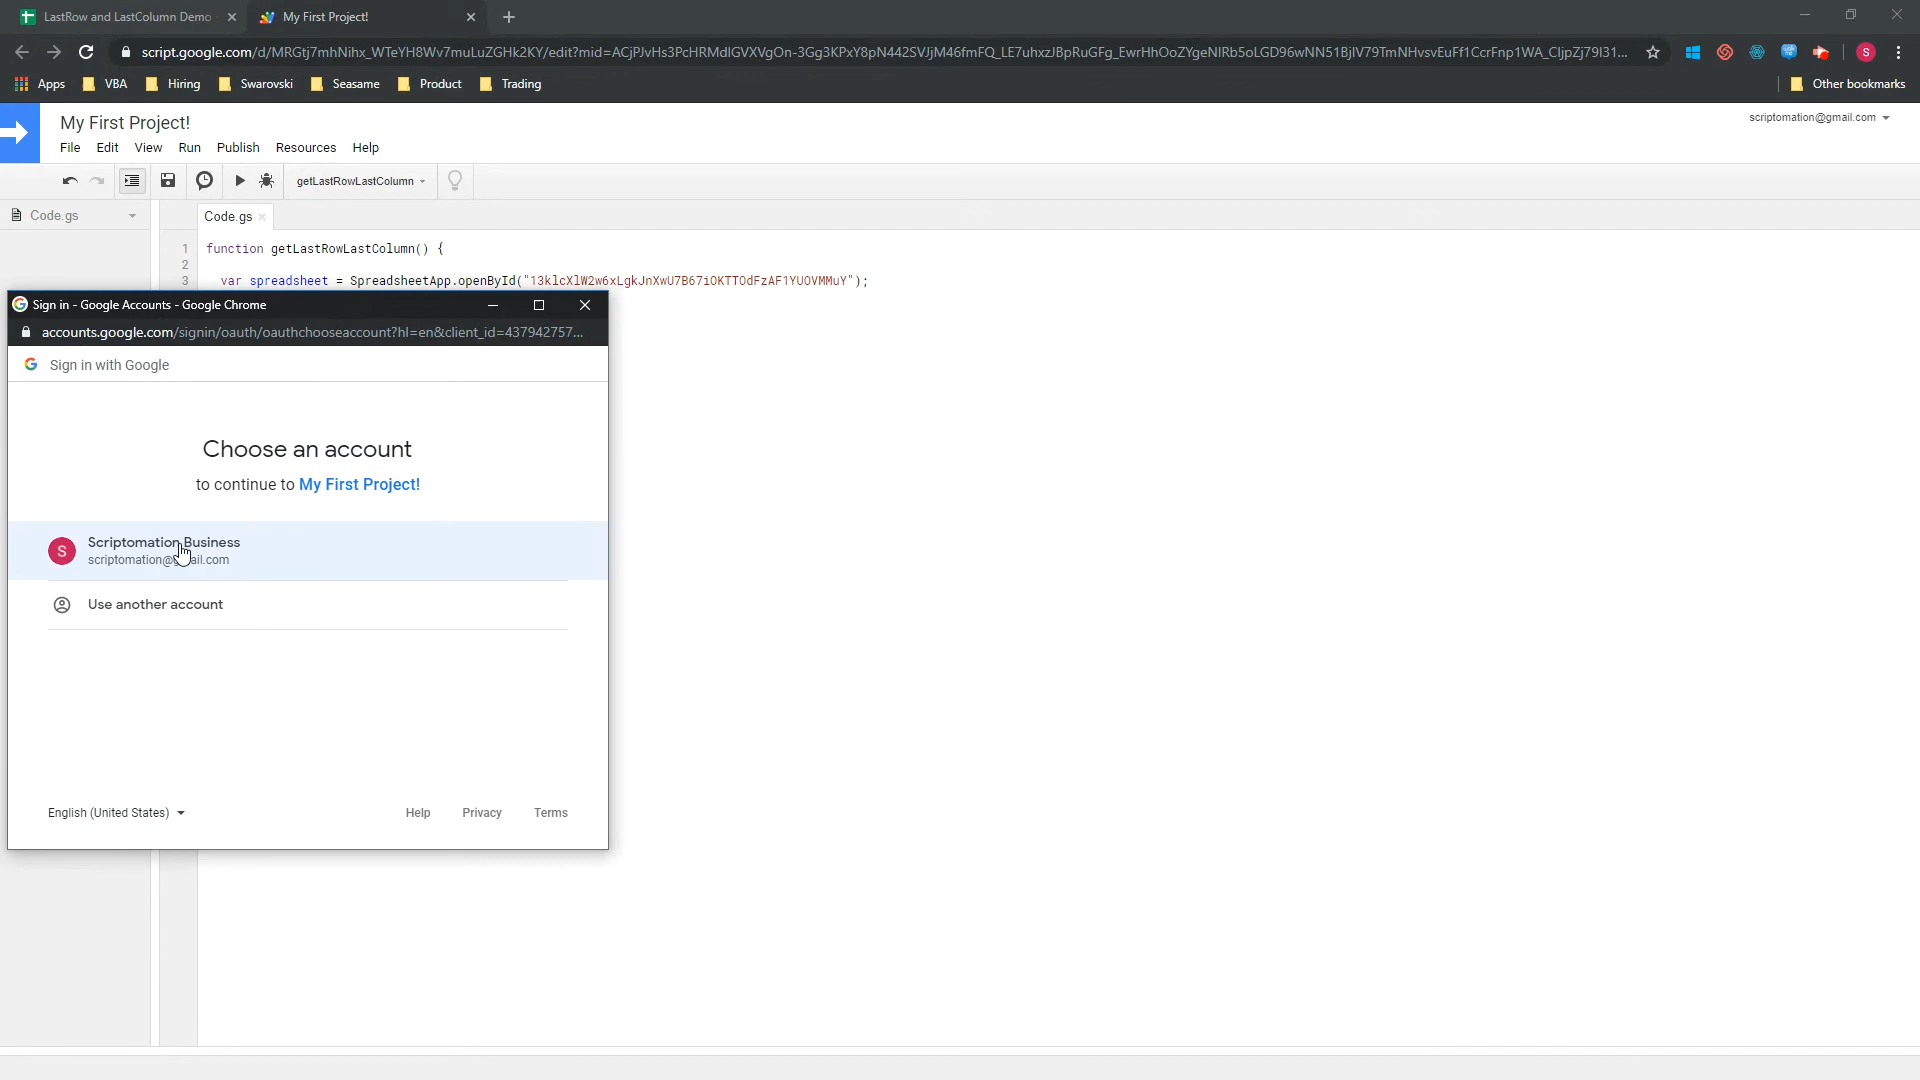 LastRow and LastColumn Demo
My First Project!
script.google.com/d/MRGtj7mhNihx_WTeYH8Wv7muLuZGHk2KY/edit?mid=ACjPJvHs3PcHRMdlGVXVgOn-3Gg3KPxY8pN442SVJjM46fmFQ_LE7uhxzJBpRuGFg_EwrHhOoZYgeNlRb5oLGD96wNN51BjlV79TmNHvsvEuFf1CcrFnp1WA_CljpZj79l31...
S
Apps VBA Hiring Swarovski Seasame Product Trading Other bookmarks
My First Project!
scriptomation@gmail.com
File Edit View Run Resources Help
getLastRowLastColumn
Code.gs
Code.gs
1 function getLastRowLastColumn() {
2
3 var spreadsheet = SpreadsheetApp.openById("13klcXlW2w6xLgkJnXwU7B67iOKTTOdFzAF1YUOVMMuY");
Sign in - Google Accounts - Google Chrome
accounts.google.com/signin/oauth/oauthchooseaccount?hl=en&client_id=437942757...
Sign in with Google
Choose an account
to continue to My First Project!
S
Scriptomation Business
scriptomation@gmail.com
Use another account
English (United States) Help Privacy Terms